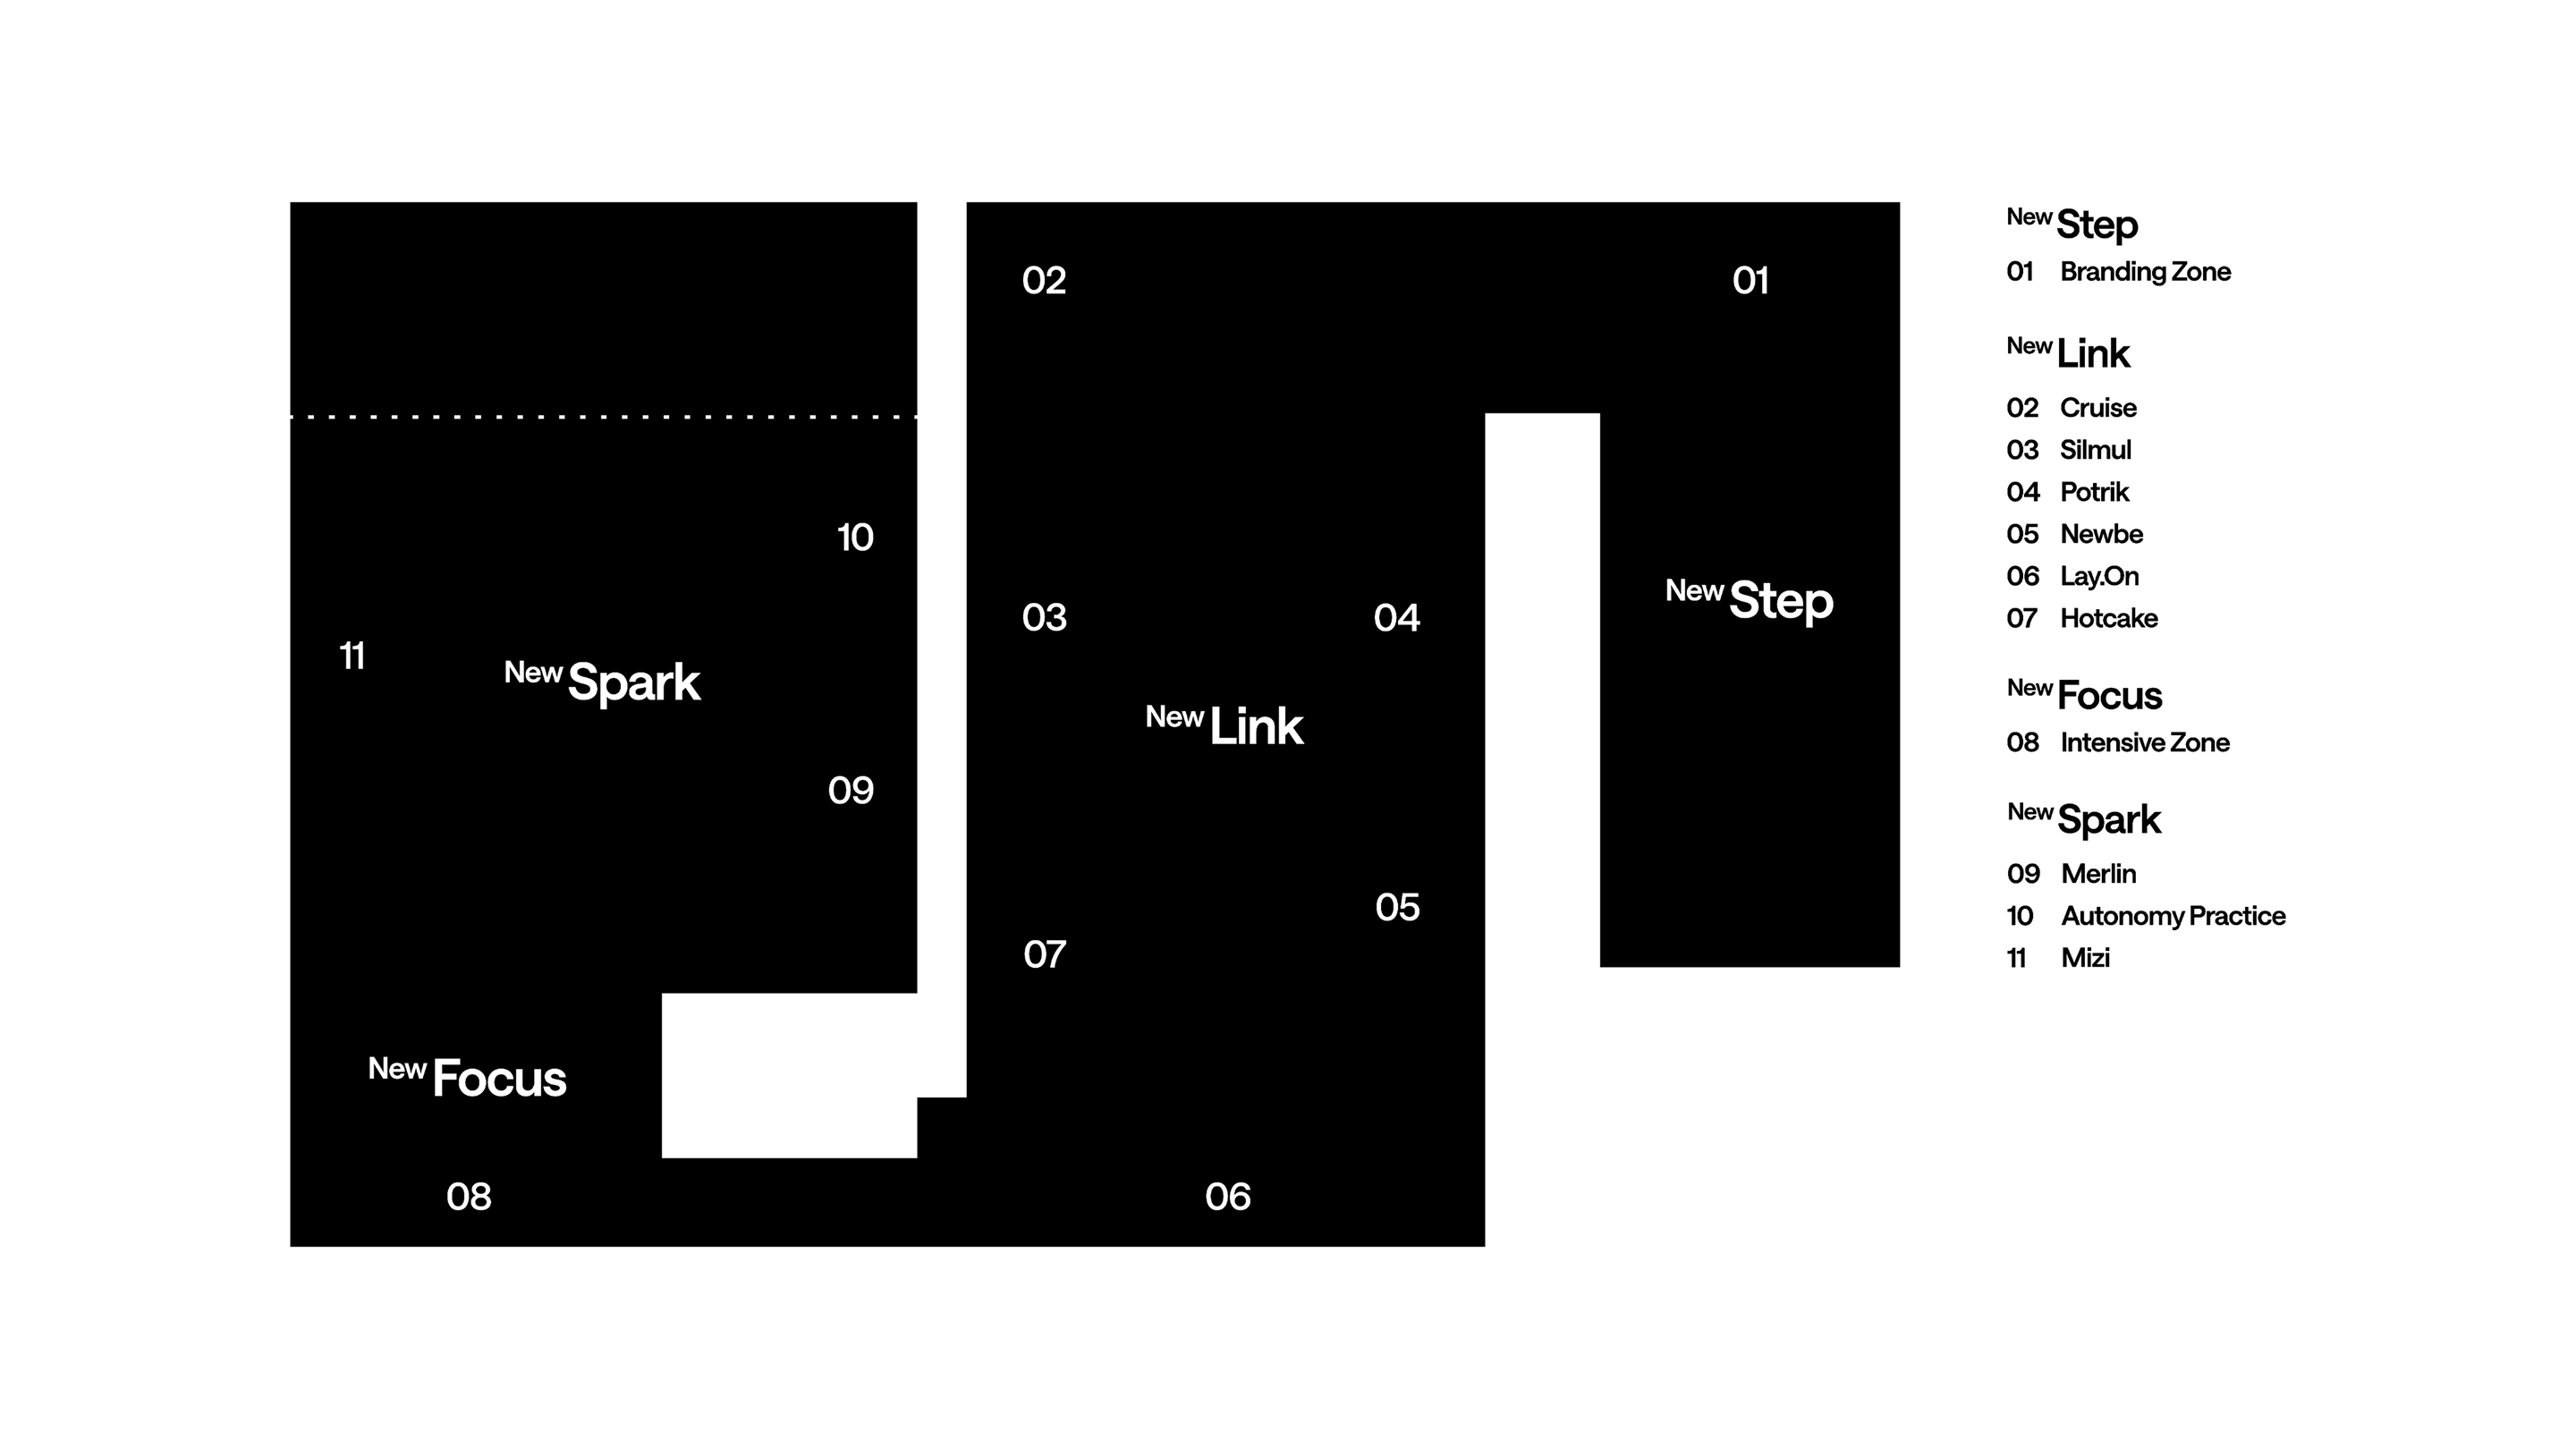 02
01
10
03
04
11
New Step
New Spark
New Link
09
05
07
New Focus
08
06
New Step
01 Branding Zone
New Link
02 Cruise
03 Silmul
04 Potrik
05 Newbe
06 Lay.On
07 Hotcake
New Focus
08 Intensive Zone
New Spark
09 Merlin
10 Autonomy Practice
11 Mizi